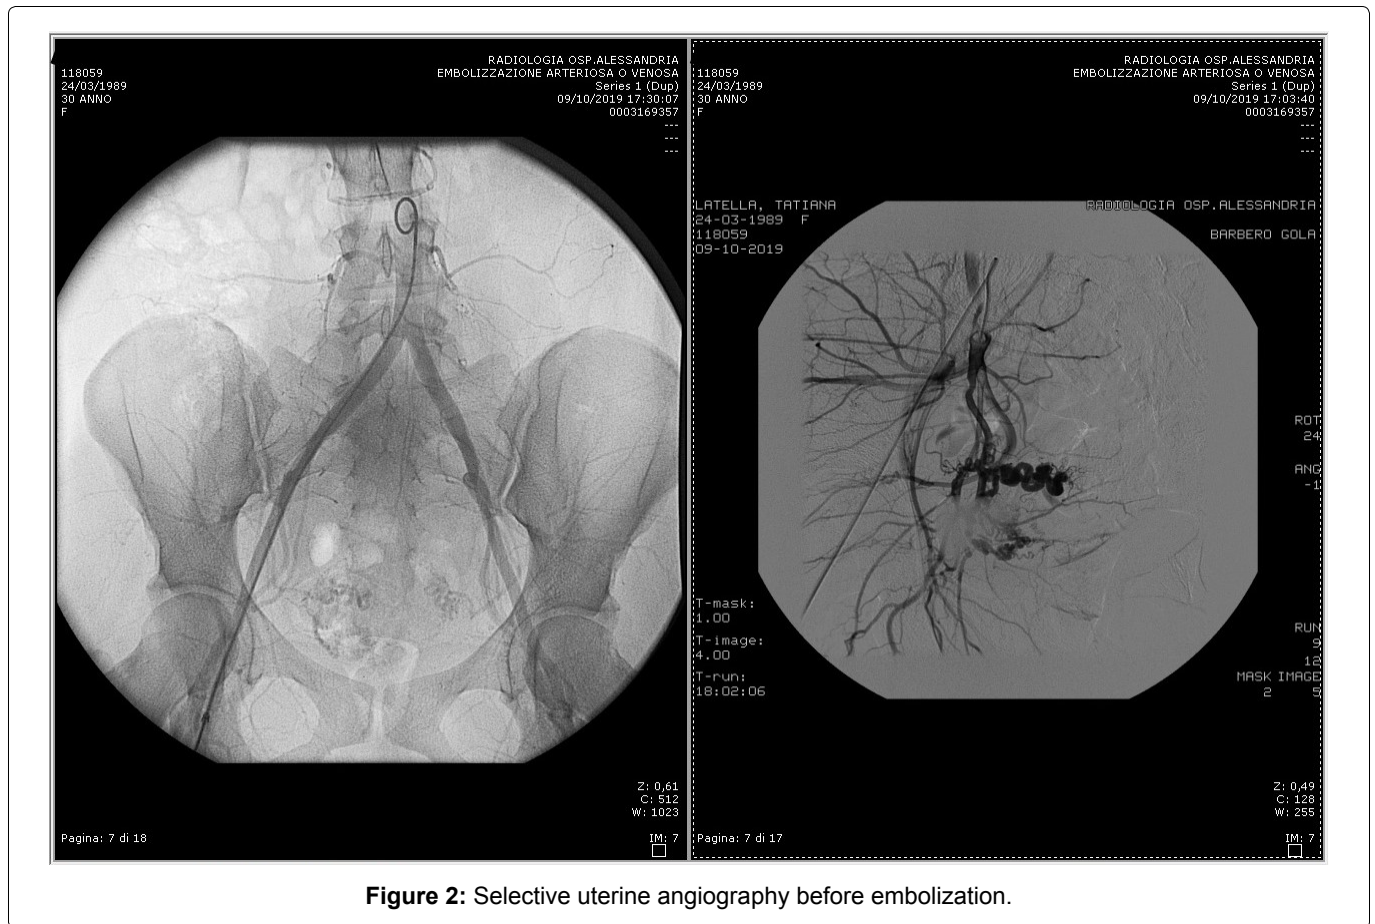 RADIOLOGIA OSP.ALESSANDRIA
118059
EMBOLIZZAZIONE ARTERIOSA O VENOSA
24/03/1989
Series 1 (Dup)
30 ANNO
09/10/2019 17:30:07
F
0003169357
---
---
---
Z: 0,61
C: 512
W: 1023
Pagina: 7 di 18
IM: 7
RADIOLOGIA OSP.ALESSANDRIA
118059
EMBOLIZZAZIONE ARTERIOSA O VENOSA
24/03/1989
Series 1 (Dup)
30 ANNO
09/10/2019 17:03:40
F
0003169357
---
---
---
LATELLA, TATIANA
RADIOLOGIA OSP.ALESSANDRIA
24-03-1989 F
118059
BARBERO GOLA
09-10-2019
ROT
24
ANG
-1
T-mask:
1.00
T-image:
4.00
T-run:
18:02:06
RUN
9
12
MASK IMAGE
2 5
Z: 0,49
C: 128
W: 255
Pagina: 7 di 17
IM: 7
Figure 2: Selective uterine angiography before embolization.